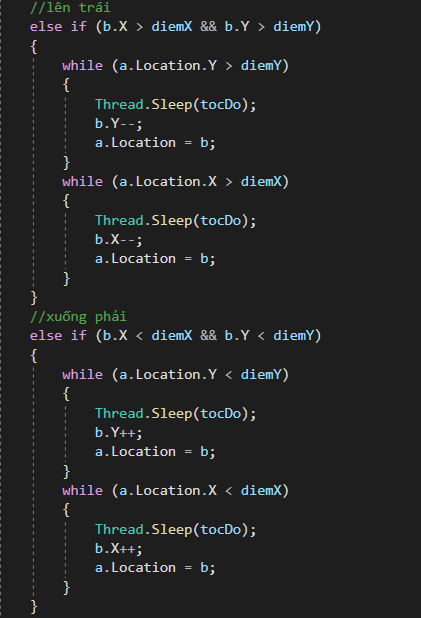 //lên trái
else if (b.X > diemX && b.Y > diemY)
{
while (a.Location.Y > diemY)
{
Thread.Sleep(tocDo);
b.Y--;
a.Location = b;
}
while (a.Location.X > diemX)
{
Thread.Sleep(tocDo);
b.X--;
a.Location = b;
}
}
//xuống phải
else if (b.X < diemX && b.Y < diemY)
{
while (a.Location.Y < diemY)
{
Thread.Sleep(tocDo);
b.Y++;
a.Location = b;
}
while (a.Location.X < diemX)
{
Thread.Sleep(tocDo);
b.X++;
a.Location = b;
}
}